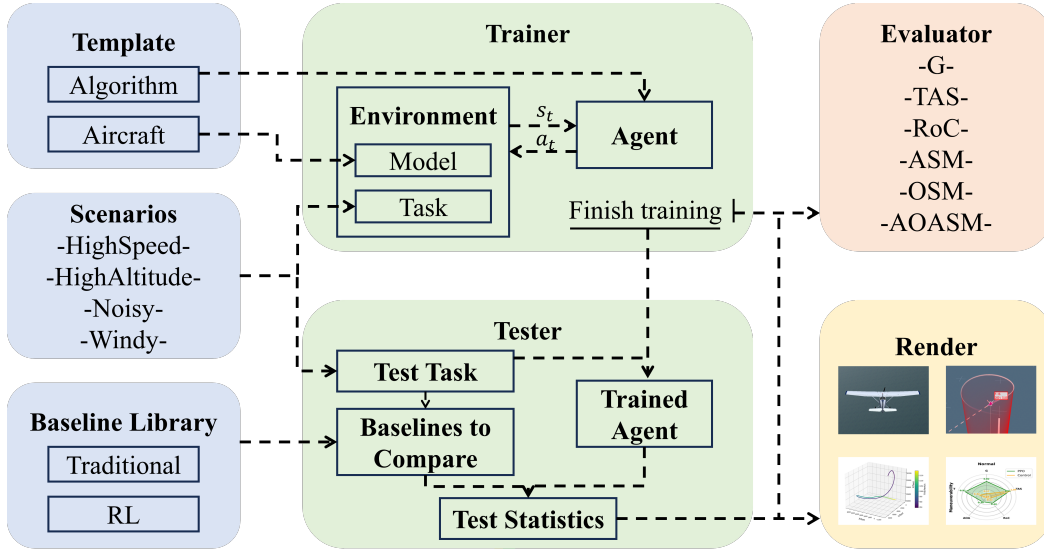 Template
Algorithm
Aircraft
Scenarios
-HighSpeed-
-HighAltitude-
-Noisy-
-Windy-
Baseline Library
Traditional
RL
Trainer
Environment
Model
Task
s_t
a_t
Agent
Finish training
Tester
Test Task
Baselines to
Compare
Trained
Agent
Test Statistics
Evaluator
-G-
-TAS-
-RoC-
-ASM-
-OSM-
-AOASM-
Render
Normal